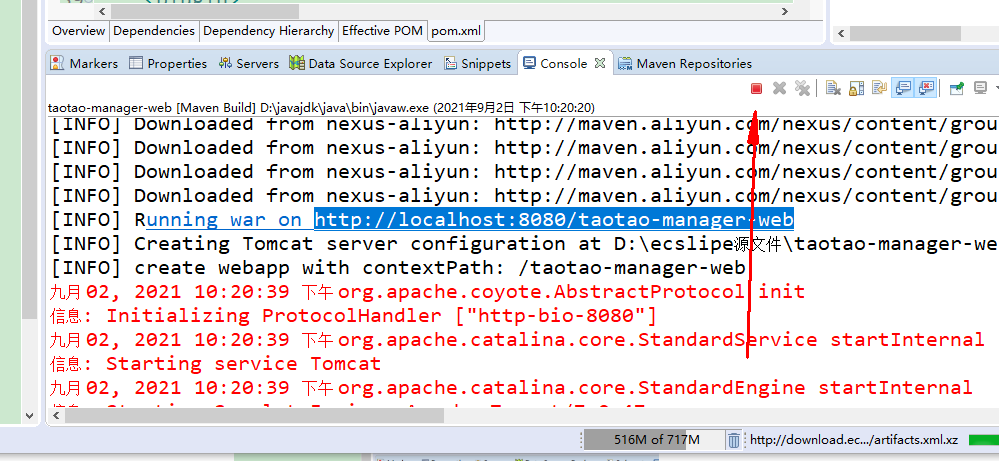 Overview Dependencies Dependency Hierarchy Effective POM pom.xml
Markers Properties Servers Data Source Explorer Snippets Console Maven Repositories
taotao-manager-web [Maven Build] D:\javajdk\java\bin\javaw.exe (2021年9月2日 下午10:20:20)
[INFO] Downloaded from nexus-aliyun: http://maven.aliyun.com/nexus/content/grou
[INFO] Downloaded from nexus-aliyun: http://maven.aliyun.com/nexus/content/grou
[INFO] Downloaded from nexus-aliyun: http://maven.aliyun.com/nexus/content/grou
[INFO] Downloaded from nexus-aliyun: http://maven.aliyun.com/nexus/content/grou
[INFO] Running war on http://localhost:8080/taotao-manager-web
[INFO] Creating Tomcat server configuration at D:\ecslipe源文件\taotao-manager-we
[INFO] create webapp with contextPath: /taotao-manager-web
九月 02, 2021 10:20:39 下午 org.apache.coyote.AbstractProtocol init
信息: Initializing ProtocolHandler ["http-bio-8080"]
九月 02, 2021 10:20:39 下午 org.apache.catalina.core.StandardService startInternal
信息: Starting service Tomcat
九月 02, 2021 10:20:39 下午 org.apache.catalina.core.StandardEngine startInternal
516M of 717M http://download.ec.../artifacts.xml.xz